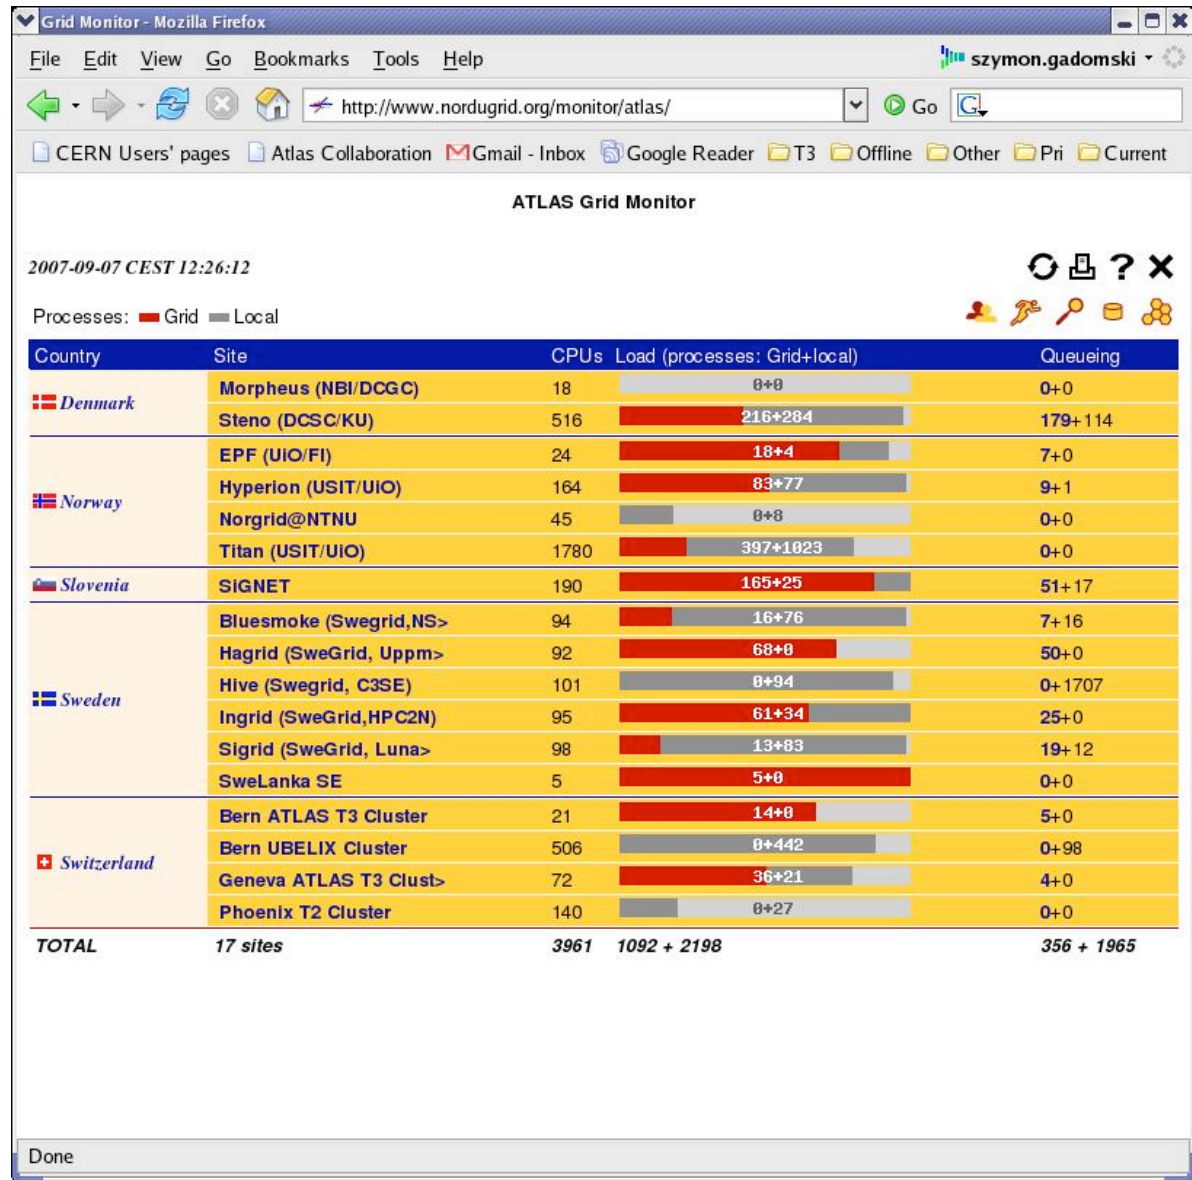 Grid Monitor - Mozilla Firefox
File Edit View Go Bookmarks Tools Help szymon.gadomski
http://www.nordugrid.org/monitor/atlas/ Go G
CERN Users' pages Atlas Collaboration Gmail - Inbox Google Reader T3 Offline Other Pri Current
ATLAS Grid Monitor
2007-09-07 CEST 12:26:12
Processes: Grid Local
Country Site CPUs Load (processes: Grid+local) Queueing
Denmark
Morpheus (NBI/DCGC) 18 0+0 0+0
Steno (DCSC/KU) 516 216+284 179+114
Norway
EPF (UiO/FI) 24 18+4 7+0
Hyperion (USIT/UiO) 164 83+77 9+1
Norgrid@NTNU 45 0+8 0+0
Titan (USIT/UiO) 1780 397+1023 0+0
Slovenia SiGNET 190 165+25 51+17
Sweden
Bluesmoke (Swegrid,NS> 94 16+76 7+16
Hagrid (SweGrid, Uppm> 92 68+0 50+0
Hive (Swegrid, C3SE) 101 0+94 0+1707
Ingrid (SweGrid,HPC2N) 95 61+34 25+0
Sigrid (SweGrid, Luna> 98 13+83 19+12
SweLanka SE 5 5+0 0+0
Switzerland
Bern ATLAS T3 Cluster 21 14+0 5+0
Bern UBELIX Cluster 506 0+442 0+98
Geneva ATLAS T3 Clust> 72 36+21 4+0
Phoenix T2 Cluster 140 0+27 0+0
TOTAL 17 sites 3961 1092 + 2198 356 + 1965
Done